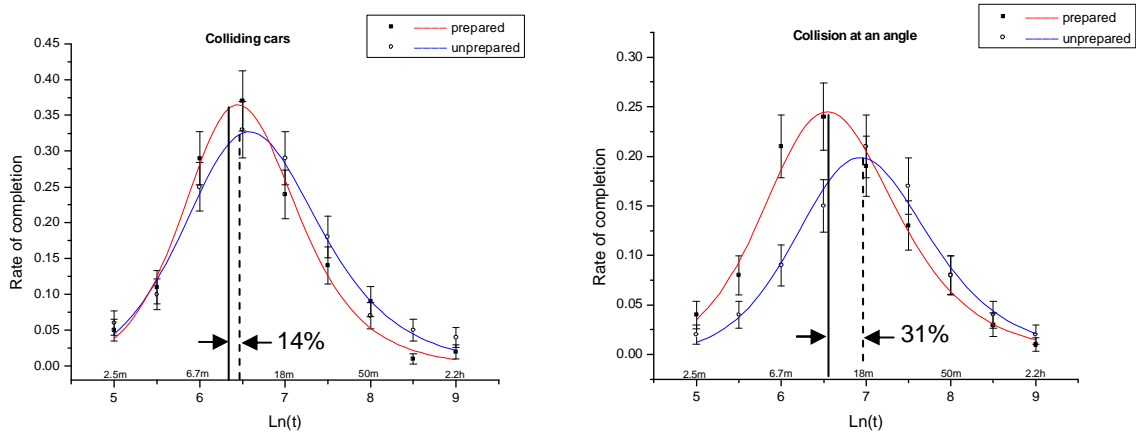 Colliding cars
prepared
unprepared
Rate of completion
0.45
0.40
0.35
0.30
0.25
0.20
0.15
0.10
0.05
0.00
14%
2.5m 6.7m 18m 50m 2.2h
5 6 7 8 9
Ln(t)
Collision at an angle
prepared
unprepared
Rate of completion
0.30
0.25
0.20
0.15
0.10
0.05
0.00
31%
2.5m 6.7m 18m 50m 2.2h
5 6 7 8 9
Ln(t)